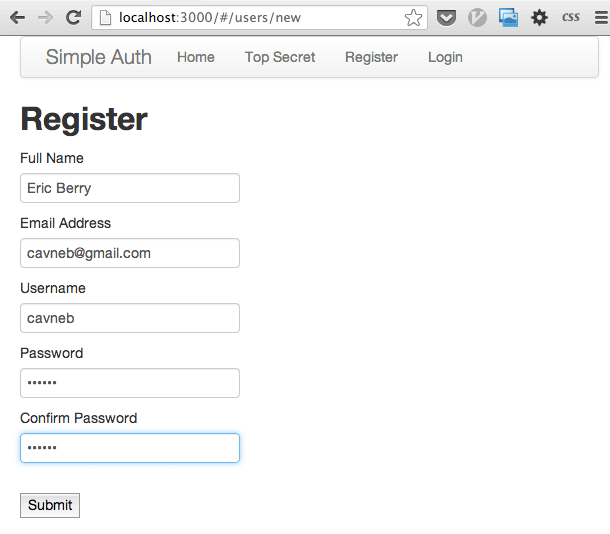 localhost:3000/#/users/new
css
Simple Auth Home Top Secret Register Login
Register
Full Name
Eric Berry
Email Address
cavneb@gmail.com
Username
cavneb
Password
••••••
Confirm Password
••••••
Submit